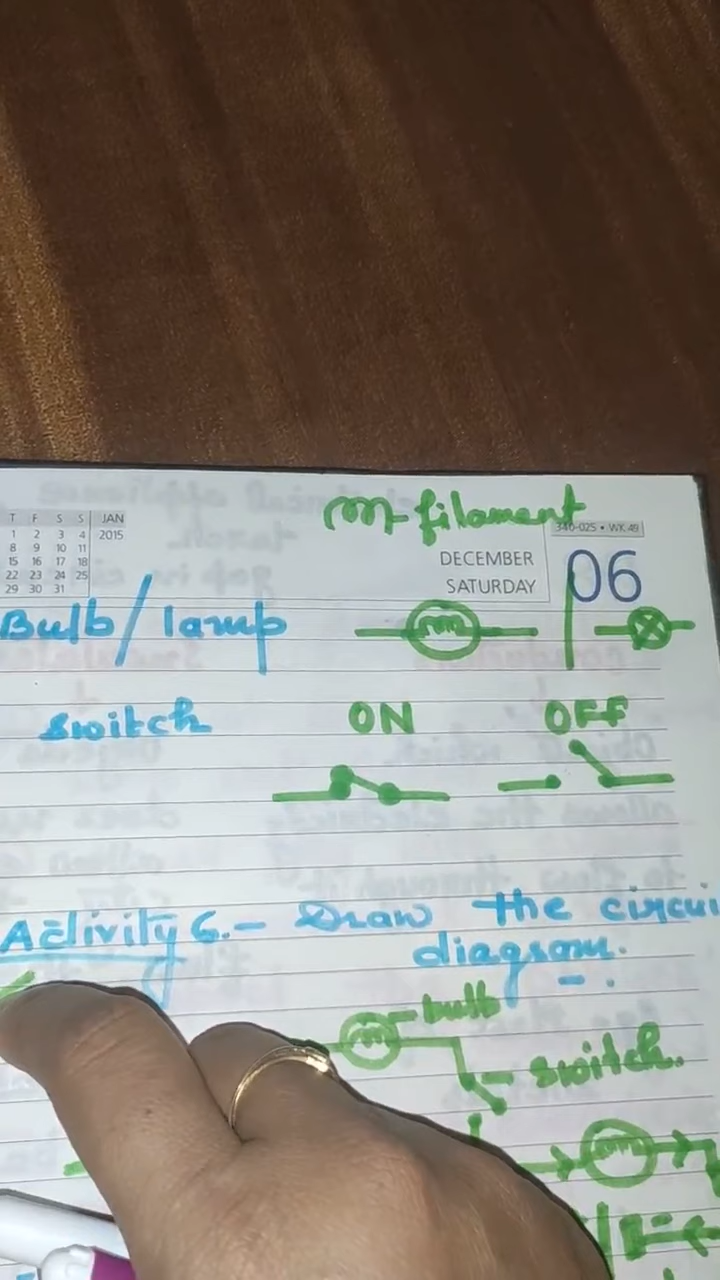 m- filament
T F S S JAN
1 2 3 4 2015
8 9 10 11
15 16 17 18
22 23 24 25
29 30 31
340-025 • WK 49
DECEMBER
SATURDAY
06
Bulb/lamp
switch ON OFF
Activity 6.- Draw the circui
diagram.
bulb
switch.